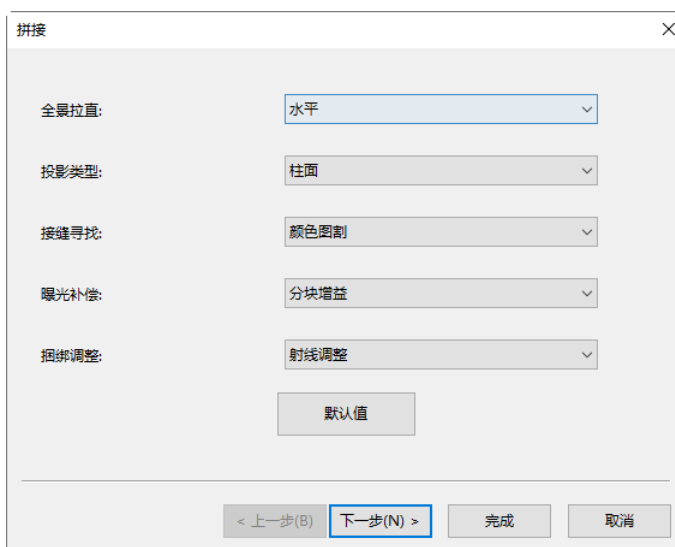 拼接
全景拉直: 水平
投影类型: 柱面
接缝寻找: 颜色图割
曝光补偿: 分块增益
捆绑调整: 射线调整
默认值
< 上一步(B) 下一步(N) > 完成 取消